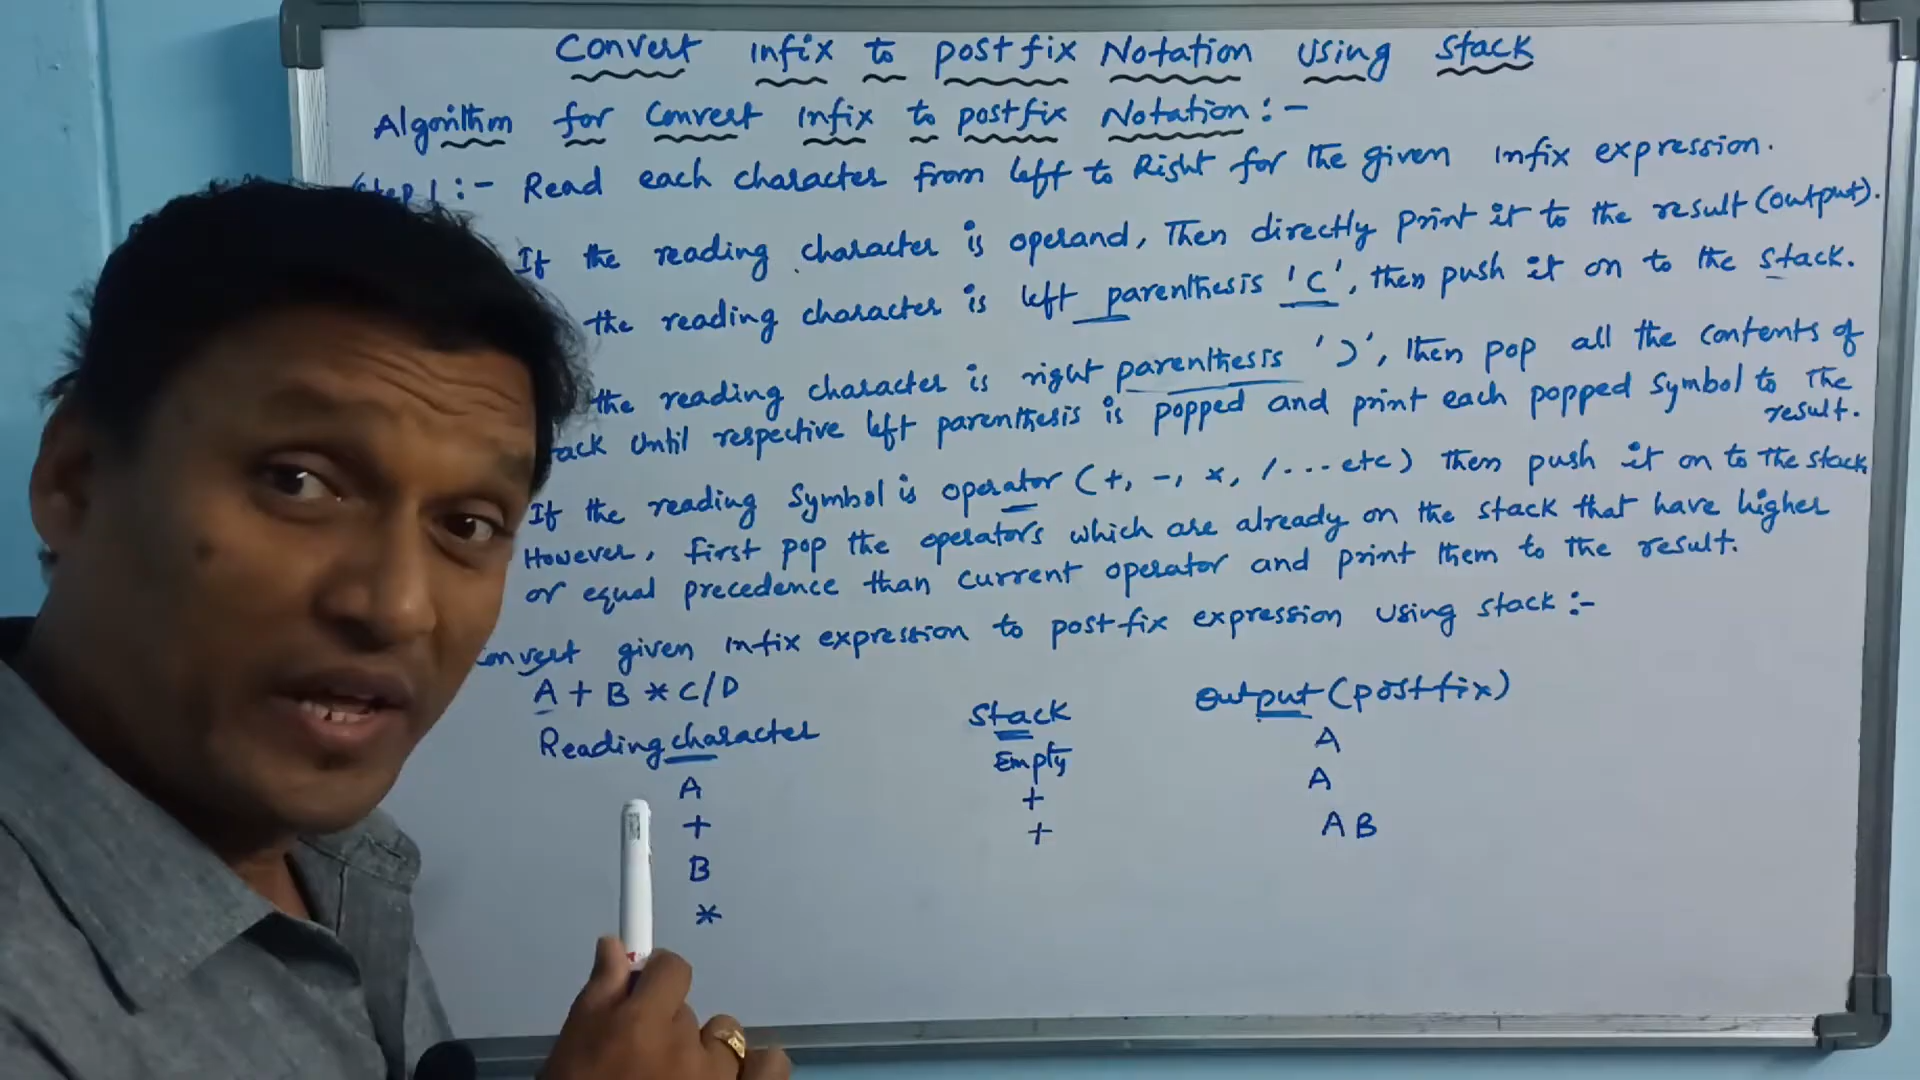 Convert Infix to postfix Notation Using Stack
Algorithm for Convert Infix to postfix Notation:-
Step 1:- Read each character from left to Right for the given Infix expression.
If the reading character is operand, Then directly print it to the result (output).
the reading character is left parenthesis '(', then push it on to the stack.
the reading character is right parenthesis ')', then pop all the contents of
until respective left parenthesis is popped and print each popped symbol to the
result.
If the reading Symbol is operator (+, -, *, /...etc) then push it on to the stack
However, first pop the operators which are already on the stack that have higher
or equal precedence than current operator and print them to the result.
Convert given infix expression to postfix expression using stack:-
A + B * C/D
Reading character Stack Output (postfix)
A Empty A
+ + A
B + A B
*